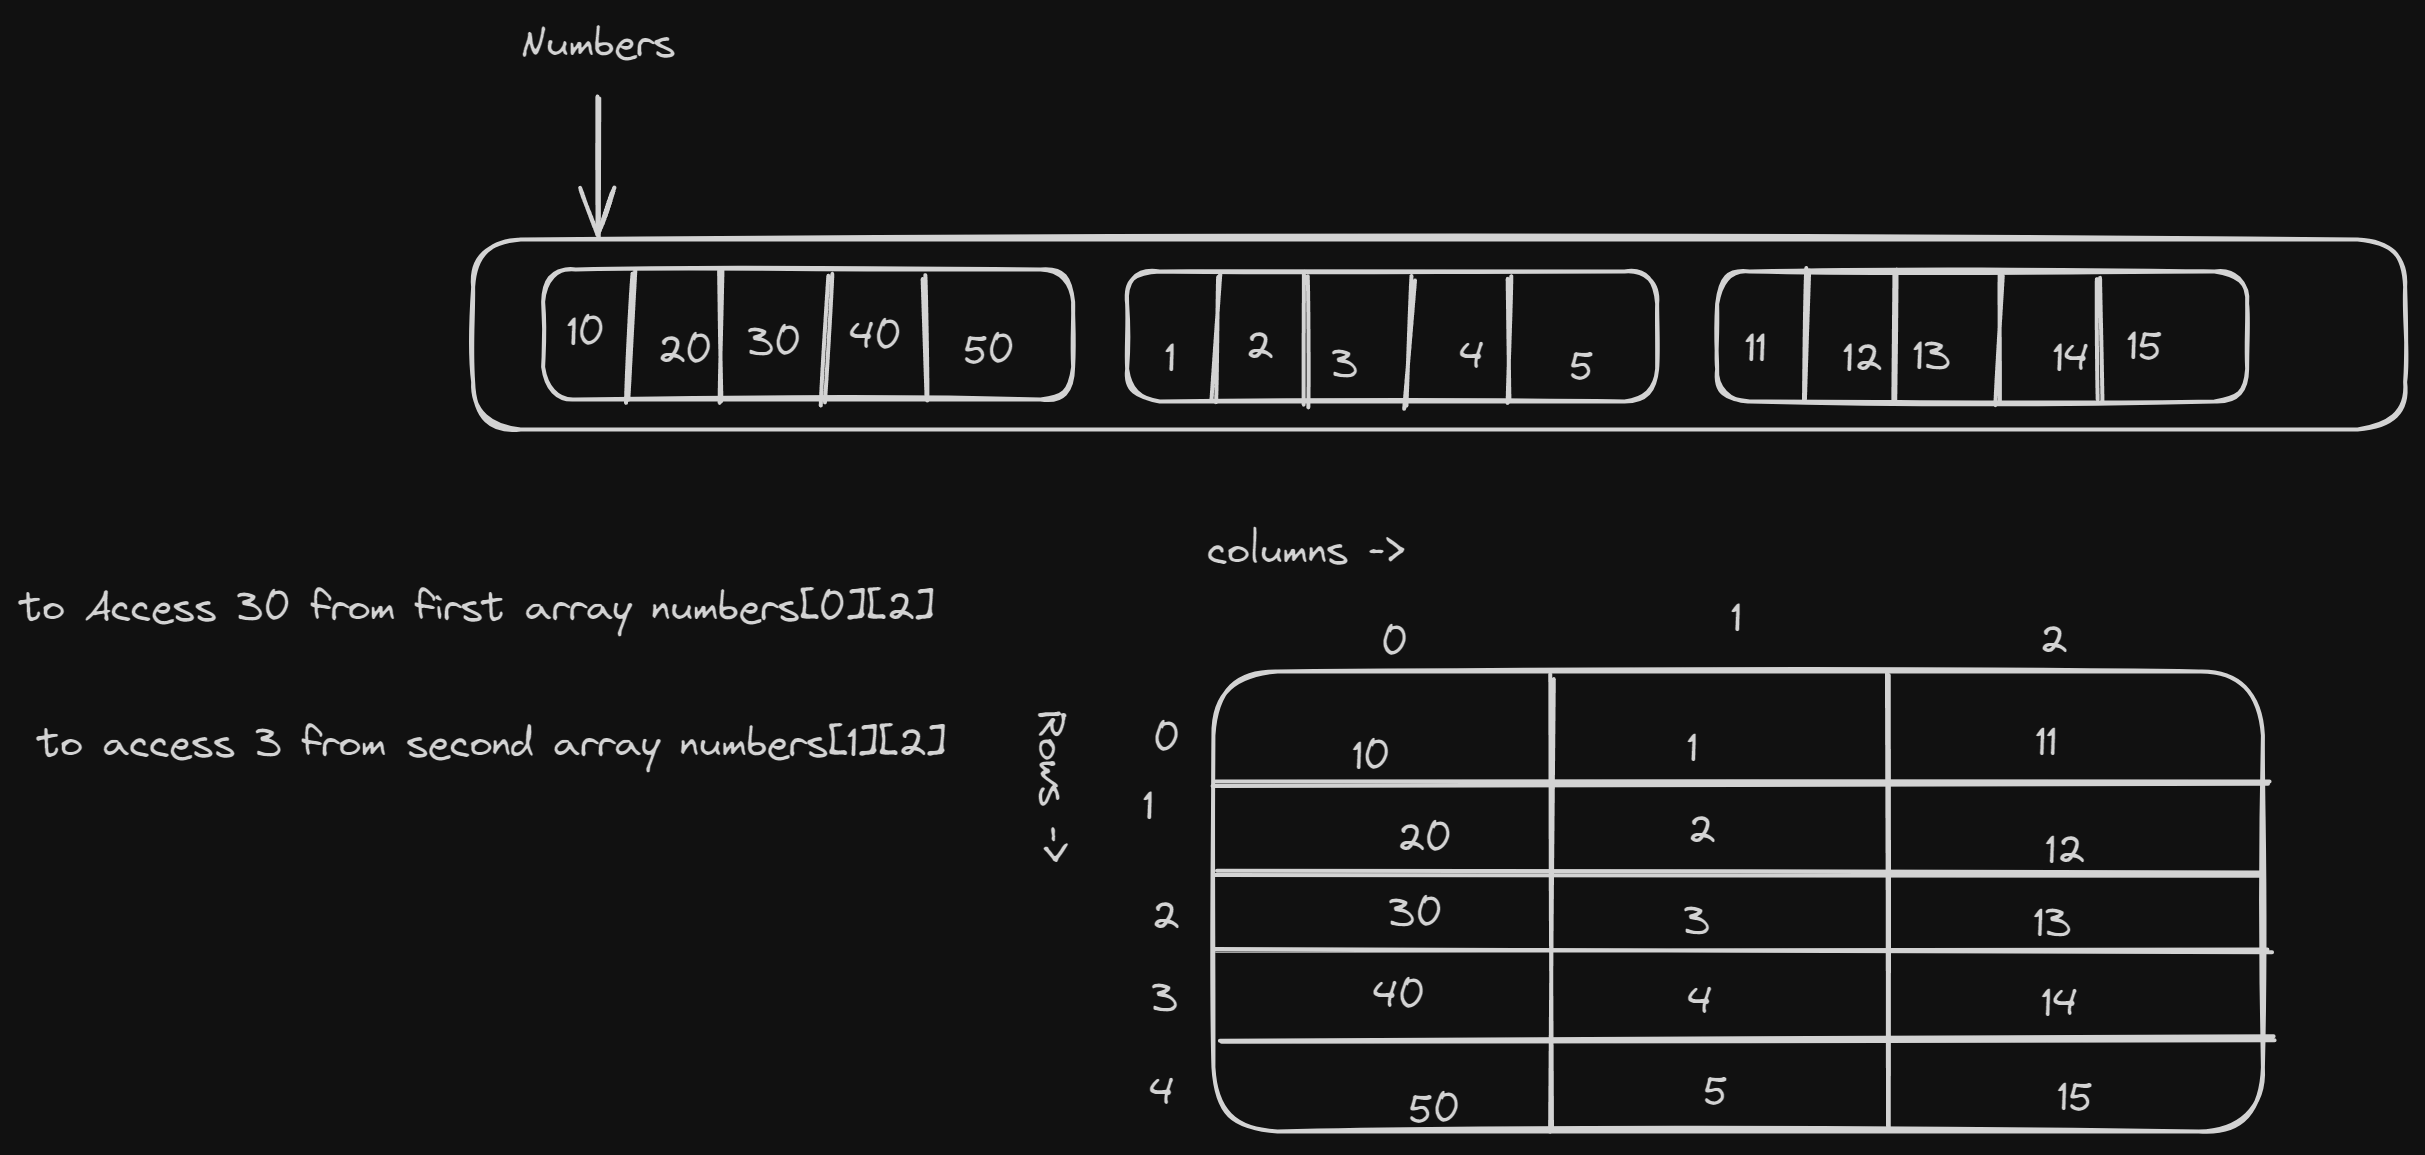 Numbers
10 20 30 40 50 1 2 3 4 5 11 12 13 14 15
columns ->
to Access 30 from first array numbers[0][2]
to access 3 from second array numbers[1][2]
Rows ->
0 1 2
0 10 1 11
1 20 2 12
2 30 3 13
3 40 4 14
4 50 5 15